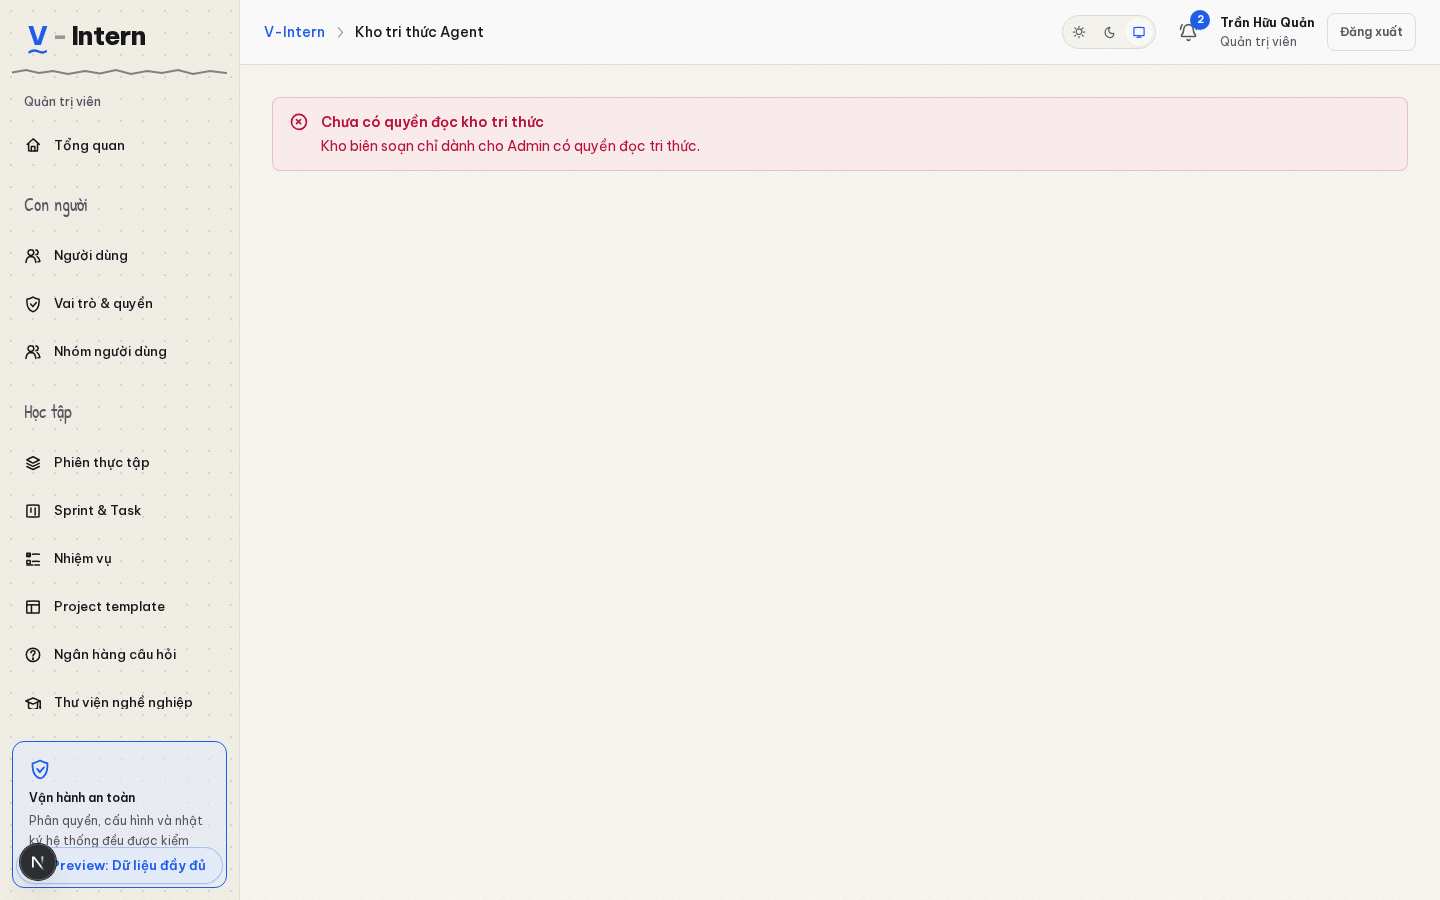 V - Intern
Quản trị viên
Tổng quan
Con người
Người dùng
Vai trò & quyền
Nhóm người dùng
Học tập
Phiên thực tập
Sprint & Task
Nhiệm vụ
Project template
Ngân hàng câu hỏi
Thư viện nghề nghiệp
Vận hành an toàn
Phân quyền, cấu hình và nhật
ký hệ thống đều được kiểm
Preview: Dữ liệu đầy đủ
N
V-Intern > Kho tri thức Agent
2
Trần Hữu Quản
Quản trị viên
Đăng xuất
Chưa có quyền đọc kho tri thức
Kho biên soạn chỉ dành cho Admin có quyền đọc tri thức.